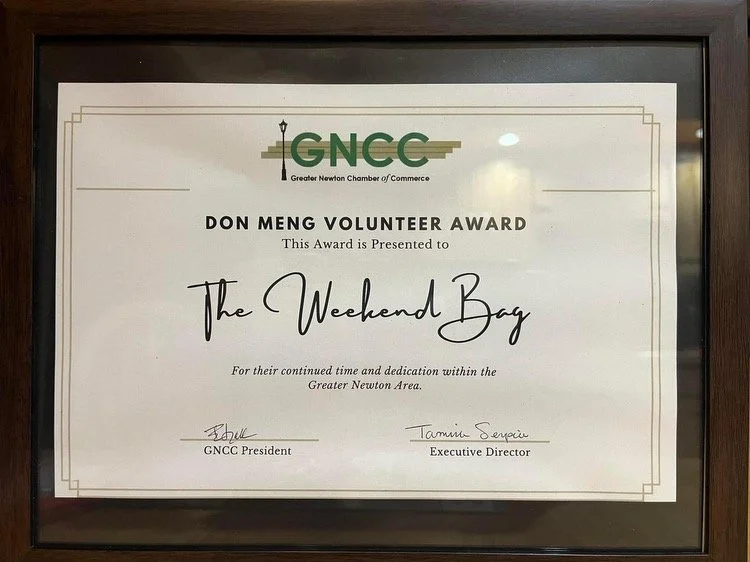 GNCC
Greater Newton Chamber of Commerce
DON MENG VOLUNTEER AWARD
This Award is Presented to
The Weekend Bag
For their continued time and dedication within the
Greater Newton Area.
GNCC President
Executive Director